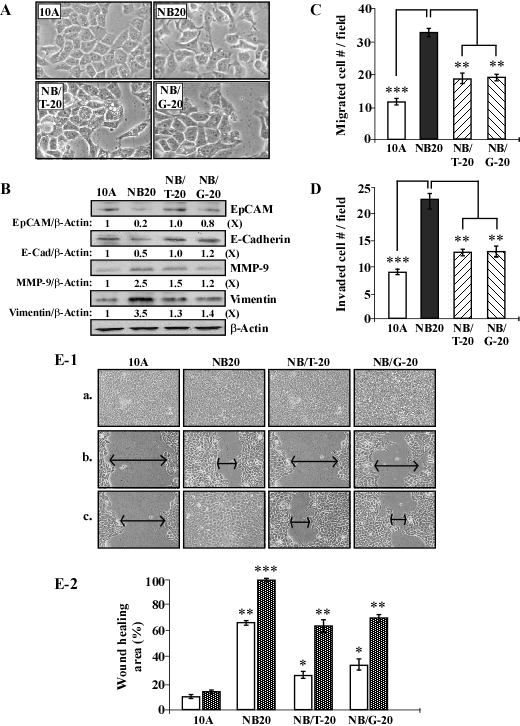 A
10A
NB20
NB/
T-20
NB/
G-20
B
10A NB20 NB/
T-20 NB/
G-20
EpCAM
EpCAM/β-Actin: 1 0.2 1.0 0.8 (X)
E-Cadherin
E-Cad/β-Actin: 1 0.5 1.0 1.2 (X)
MMP-9
MMP-9/β-Actin: 1 2.5 1.5 1.2 (X)
Vimentin
Vimentin/β-Actin: 1 3.5 1.3 1.4 (X)
β-Actin
C
Migrated cell # / field
40
30
20
10
0
***
**
**
10A NB20 NB/
T-20 NB/
G-20
D
Invaded cell # / field
25
20
15
10
5
0
***
**
**
10A NB20 NB/
T-20 NB/
G-20
E-1
10A NB20 NB/T-20 NB/G-20
a.
b.
c.
E-2
Wound healing
area (%)
100
80
60
40
20
0
** ***
* **
* **
10A NB20 NB/T-20 NB/G-20